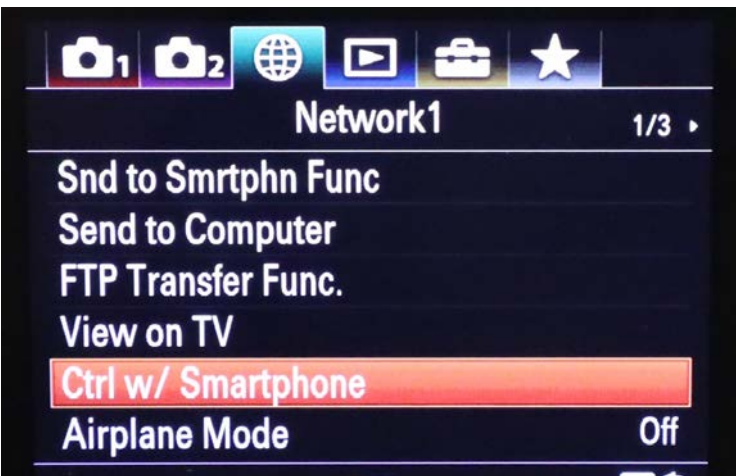 1 2
Network1 1/3
Snd to Smrtphn Func
Send to Computer
FTP Transfer Func.
View on TV
Ctrl w/ Smartphone
Airplane Mode Off